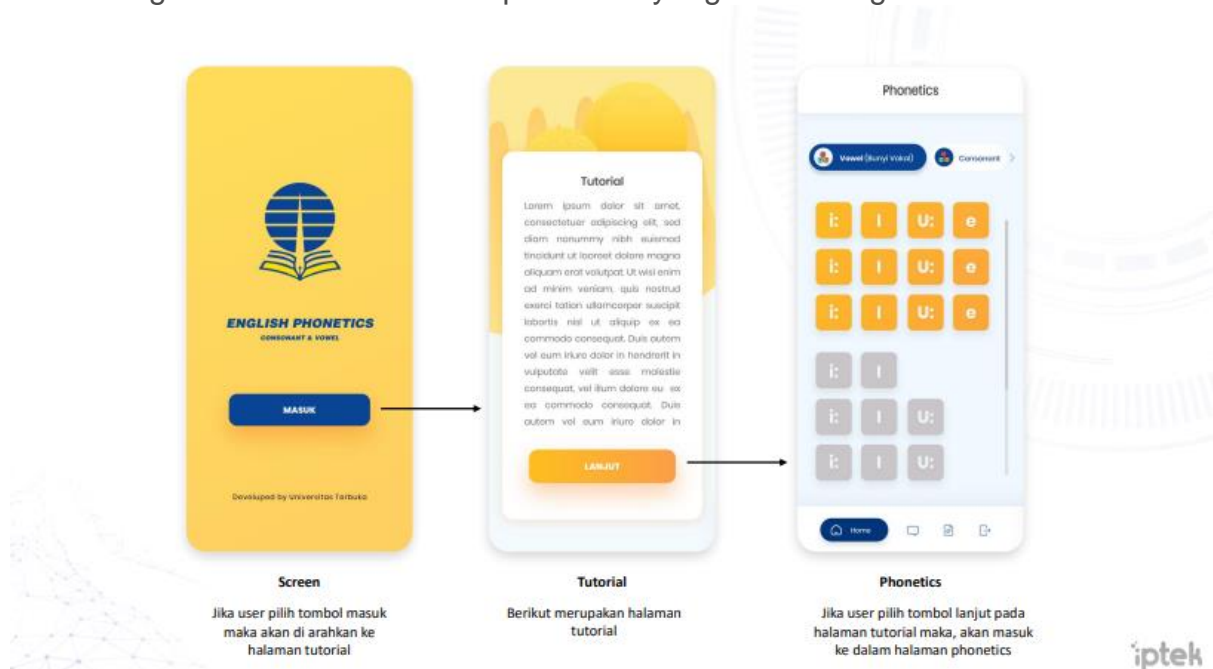 ENGLISH PHONETICS
CONSONANT & VOWEL
MASUK
Developed by Universitas Terbuka
Screen
Jika user pilih tombol masuk
maka akan di arahkan ke
halaman tutorial
Tutorial
Lorem ipsum dolor sit amet,
consectetuer adipiscing elit, sed
diam nonummy nibh euismod
tincidunt ut laoreet dolore magna
aliquam erat volutpat. Ut wisi enim
ad minim veniam, quis nostrud
exerci tation ullamcorper suscipit
lobortis nisl ut aliquip ex ea
commodo consequat. Duis autem
vel eum iriure dolor in hendrerit in
vulputate velit esse molestie
consequat, vel illum dolore eu ex
ea commodo consequat. Duis
autem vel eum iriure dolor in
LANJUT
Tutorial
Berikut merupakan halaman
tutorial
Phonetics
Vowel (Bunyi Vokal)
Consonant
i: I U: e
i: I U: e
i: I U: e
i: I
i: I U:
i: I U:
Home
Phonetics
Jika user pilih tombol lanjut pada
halaman tutorial maka, akan masuk
ke dalam halaman phonetics
iptek